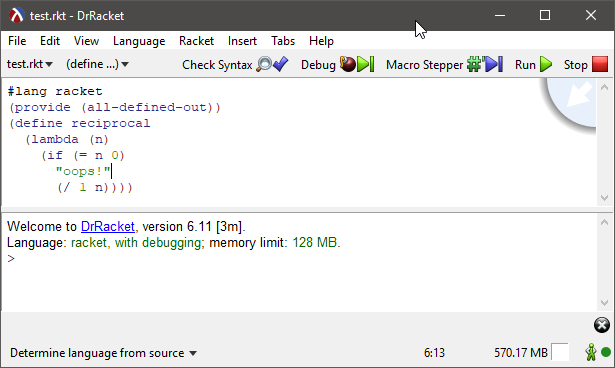 test.rkt - DrRacket
File Edit View Language Racket Insert Tabs Help
test.rkt (define ...) Check Syntax Debug Macro Stepper Run Stop
#lang racket
(provide (all-defined-out))
(define reciprocal
  (lambda (n)
    (if (= n 0)
      "oops!"
      (/ 1 n))))
Welcome to DrRacket, version 6.11 [3m].
Language: racket, with debugging; memory limit: 128 MB.
>
Determine language from source 6:13 570.17 MB